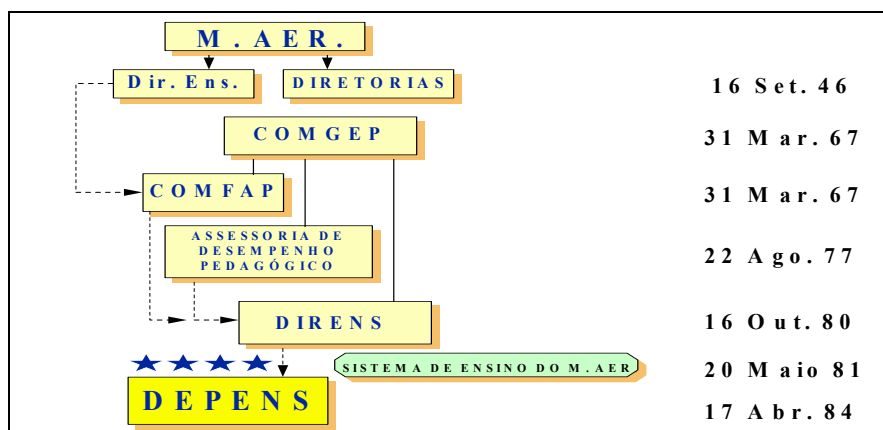 M. AER.
Dir. Ens.
DIRETORIAS
16 Set. 46
COMGEP
31 Mar. 67
COMFAP
31 Mar. 67
ASSESSORIA DE
DESEMPENHO
PEDAGÓGICO
22 Ago. 77
DIRENS
16 Out. 80
SISTEMA DE ENSINO DO M. AER
20 Maio 81
DEPENS
17 Abr. 84